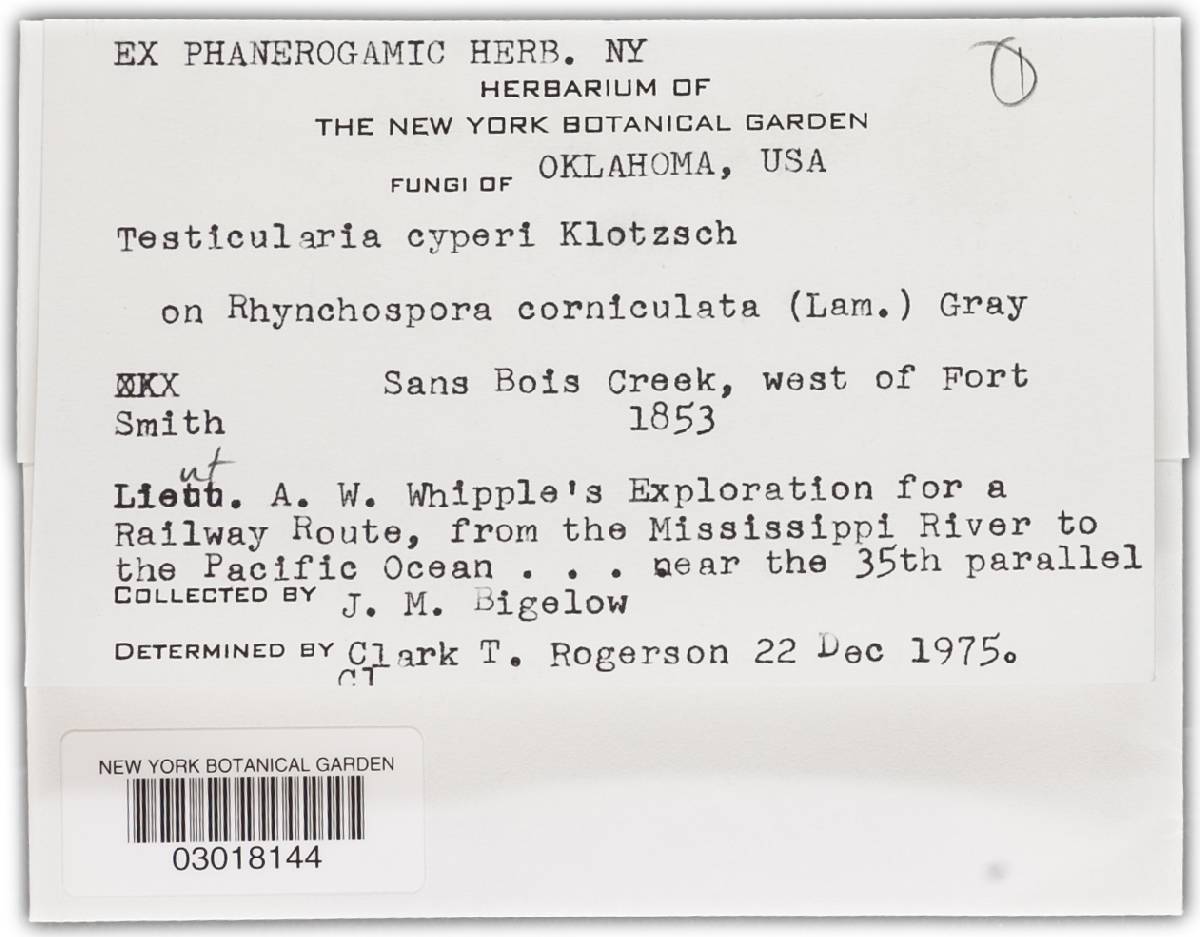 EX PHANEROGAMIC HERB. NY
HERBARIUM OF
THE NEW YORK BOTANICAL GARDEN
FUNGI OF OKLAHOMA, USA
Testicularia cyperi Klotzsch
on Rhynchospora corniculata (Lam.) Gray
Sans Bois Creek, west of Fort
Smith 1853
Lieut. A. W. Whipple's Exploration for a
Railway Route, from the Mississippi River to
the Pacific Ocean . . . near the 35th parallel
COLLECTED BY J. M. Bigelow
DETERMINED BY Clark T. Rogerson 22 Dec 1975.
NEW YORK BOTANICAL GARDEN
03018144